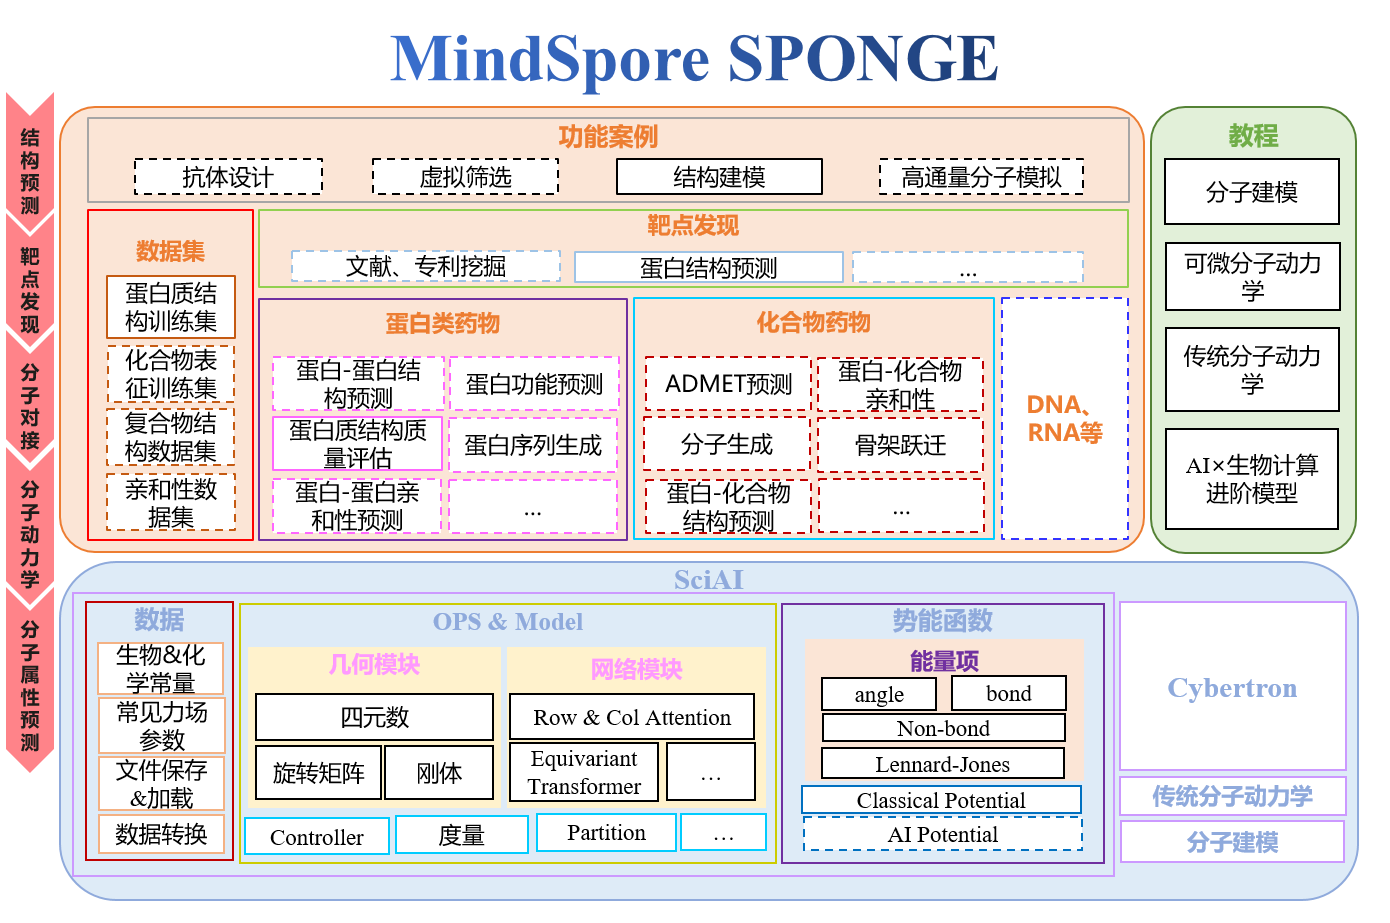 MindSpore SPONGE
结构预测
靶点发现
分子对接
分子动力学
分子属性预测
功能案例
抗体设计
虚拟筛选
结构建模
高通量分子模拟
数据集
蛋白质结
构训练集
化合物表
征训练集
复合物结
构数据集
亲和性数
据集
靶点发现
文献、专利挖掘
蛋白结构预测
...
蛋白类药物
蛋白-蛋白结
构预测
蛋白功能预测
蛋白质结构质
量评估
蛋白序列生成
蛋白-蛋白亲
和性预测
...
化合物药物
ADMET预测
蛋白-化合物
亲和性
分子生成
骨架跃迁
蛋白-化合物
结构预测
...
DNA、
RNA等
教程
分子建模
可微分子动力
学
传统分子动力
学
AI×生物计算
进阶模型
SciAI
数据
生物&化
学常量
常见力场
参数
文件保存
&加载
数据转换
OPS & Model
几何模块
四元数
旋转矩阵
刚体
网络模块
Row & Col Attention
Equivariant
Transformer
...
Controller
度量
Partition
...
势能函数
能量项
angle
bond
Non-bond
Lennard-Jones
Classical Potential
AI Potential
Cybertron
传统分子动力学
分子建模